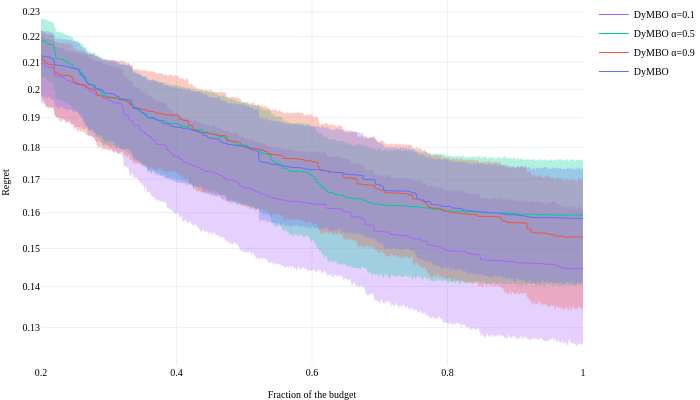 0.23
0.22
0.21
0.2
0.19
0.18
0.17
0.16
0.15
0.14
0.13
Regret
0.2
0.4
0.6
0.8
1
Fraction of the budget
DyMBO α=0.1
DyMBO α=0.5
DyMBO α=0.9
DyMBO